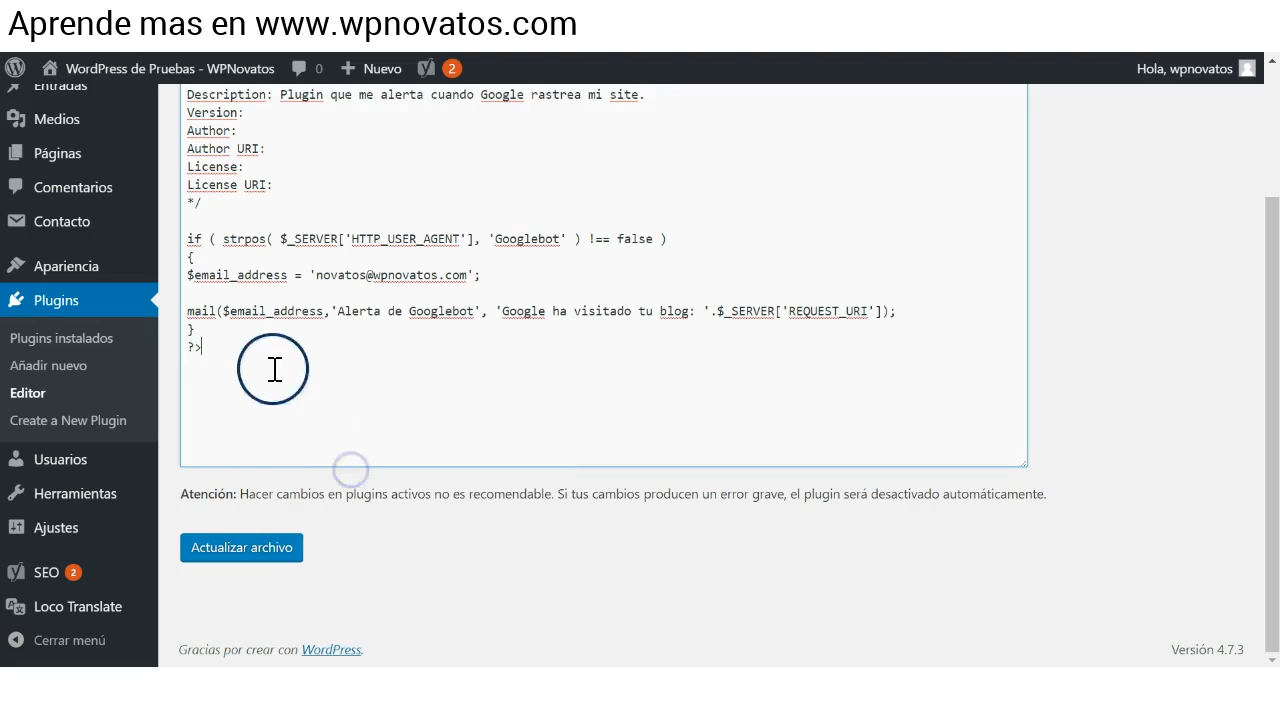 Aprende mas en www.wpnovatos.com
WordPress de Pruebas - WPNovatos 0 Nuevo 2 Hola, wpnovatos
Entradas
Medios
Páginas
Comentarios
Contacto
Apariencia
Plugins
Plugins instalados
Añadir nuevo
Editor
Create a New Plugin
Usuarios
Herramientas
Ajustes
SEO 2
Loco Translate
Cerrar menú
Description: Plugin que me alerta cuando Google rastrea mi site.
Version:
Author:
Author URI:
License:
License URI:
*/
if ( strpos( $_SERVER['HTTP_USER_AGENT'], 'Googlebot' ) !== false )
{
$email_address = 'novatos@wpnovatos.com';
mail($email_address,'Alerta de Googlebot', 'Google ha visitado tu blog: '.$_SERVER['REQUEST_URI']);
}
?>
Atención: Hacer cambios en plugins activos no es recomendable. Si tus cambios producen un error grave, el plugin será desactivado automáticamente.
Actualizar archivo
Gracias por crear con WordPress.
Versión 4.7.3